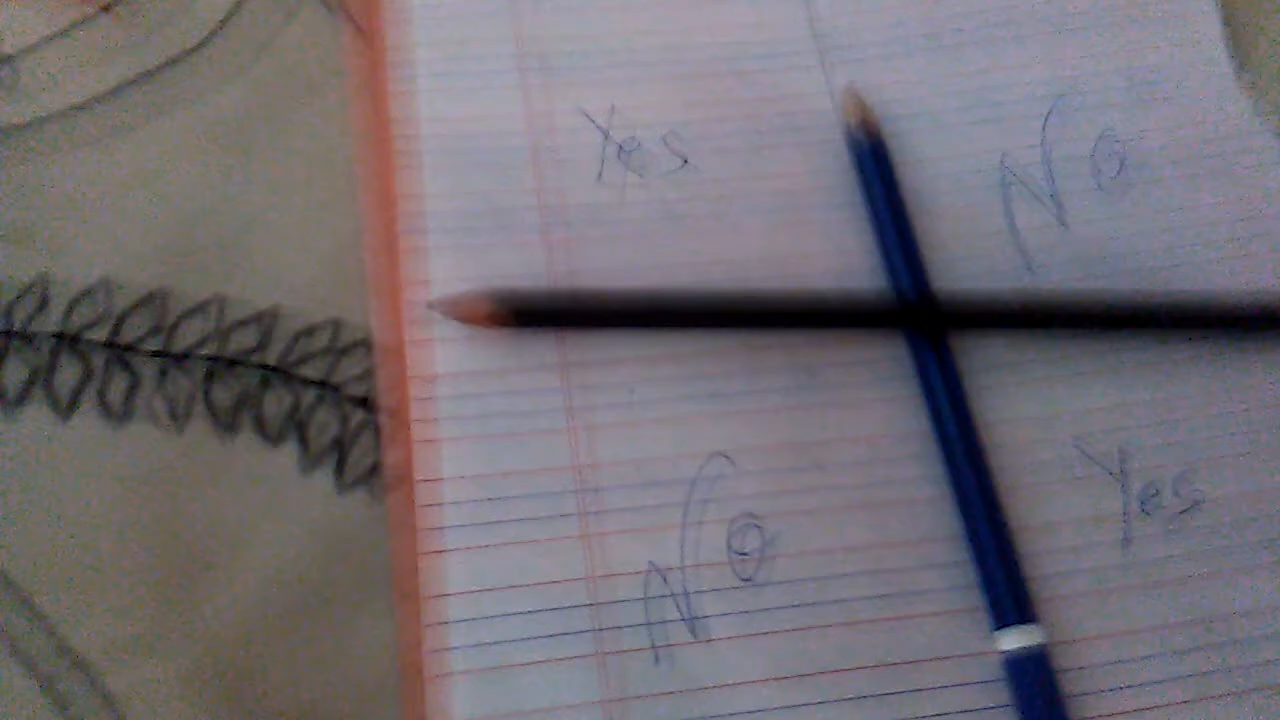 Yes No
No Yes